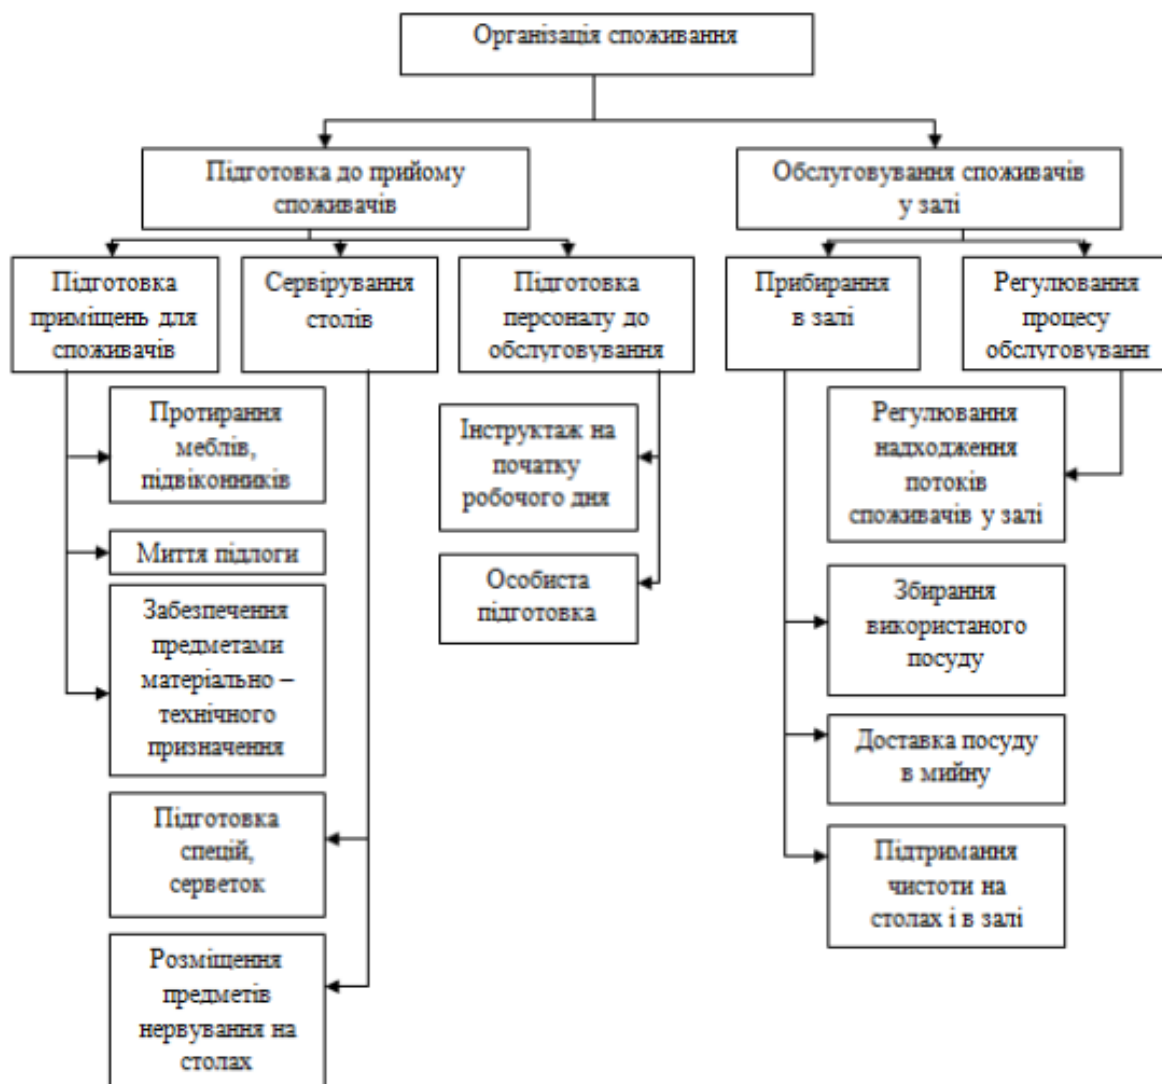 Організація споживання
Підготовка до прийому
споживачів
Обслуговування споживачів
у залі
Підготовка
приміщень для
споживачів
Сервірування
столів
Підготовка
персоналу до
обслуговування
Прибирання
в залі
Регулювання
процесу
обслуговуванн
Протирання
меблів,
підвіконників
Миття підлоги
Забезпечення
предметами
матеріально –
технічного
призначення
Підготовка
спецій,
серветок
Розміщення
предметів
нервування на
столах
Інструктаж на
початку
робочого дня
Особиста
підготовка
Регулювання
надходження
потоків
споживачів у залі
Збирання
використаного
посуду
Доставка посуду
в мийну
Підтримання
чистоти на
столах і в залі